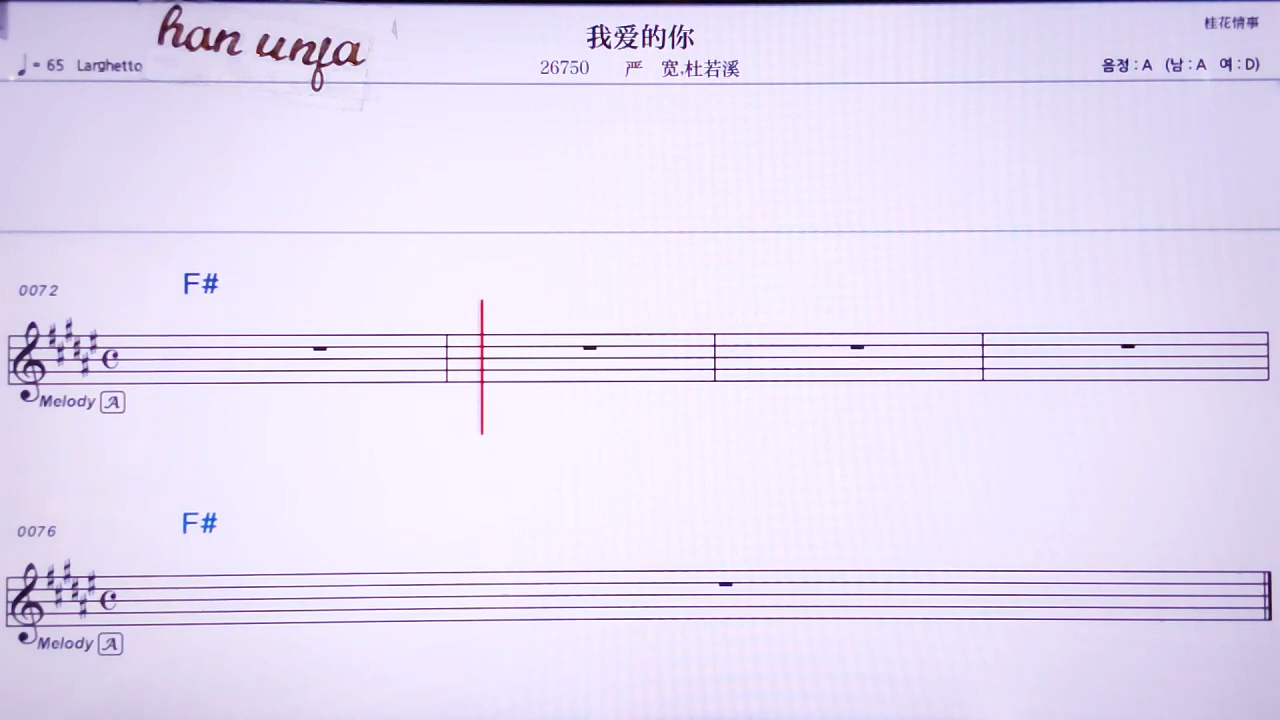 han unfa
我爱的你
桂花情事
♩= 65 Larghetto
26750 严 宽,杜若溪
음정 : A (남 : A 여 : D)
0072
F#
Melody A
0076
F#
Melody A